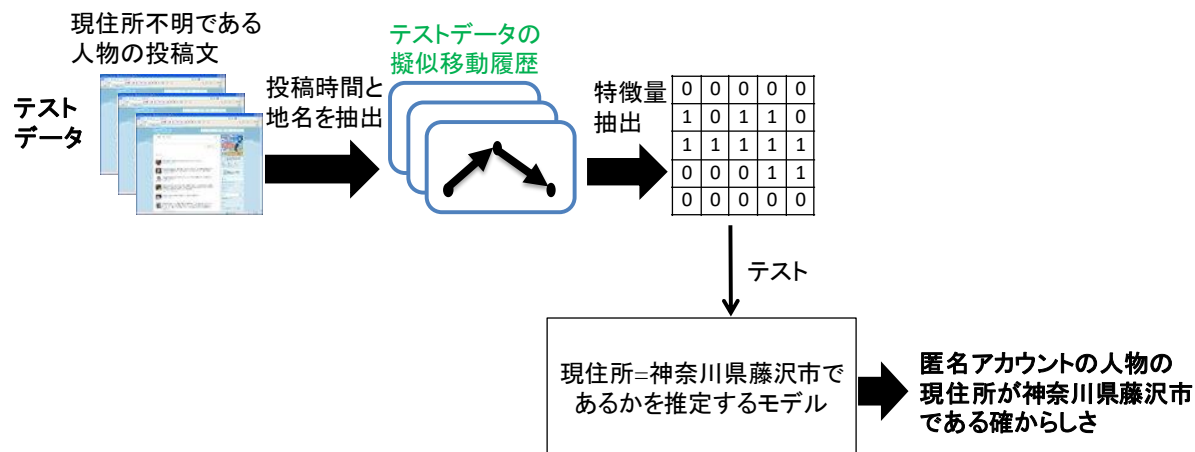 現住所不明である
人物の投稿文
テスト
データ
投稿時間と
地名を抽出
テストデータの
擬似移動履歴
特徴量
抽出
0 0 0 0 0
1 0 1 1 0
1 1 1 1 1
0 0 0 1 1
0 0 0 0 0
テスト
現住所=神奈川県藤沢市で
あるかを推定するモデル
匿名アカウントの人物の
現住所が神奈川県藤沢市
である確からしさ